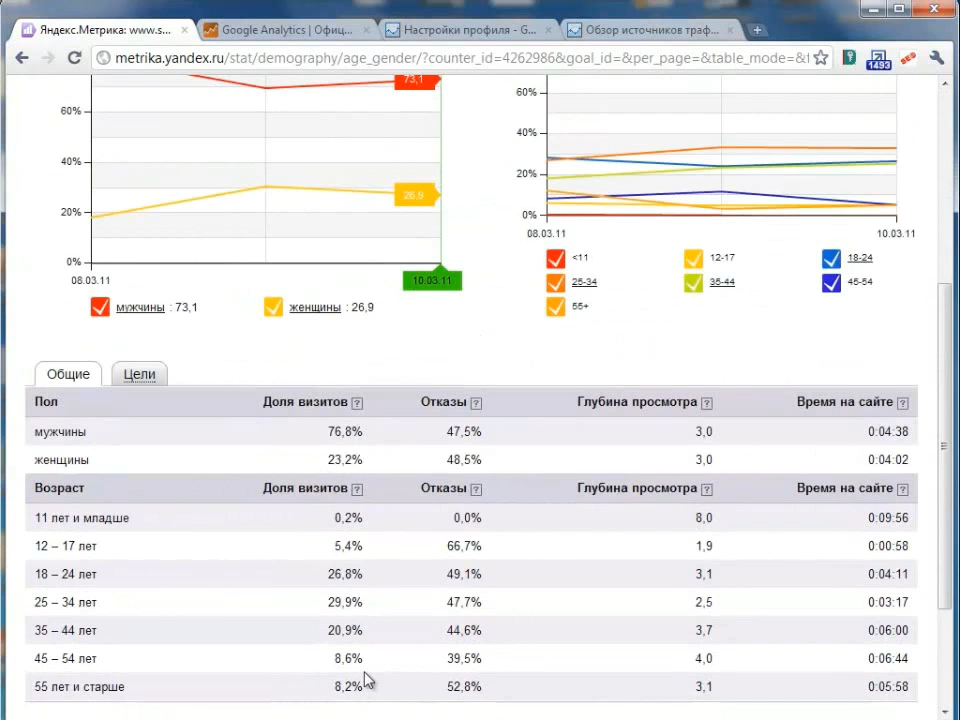 Яндекс.Метрика: www.s...
Google Analytics | Офиц...
Настройки профиля - G...
Обзор источников траф...
metrika.yandex.ru/stat/demography/age_gender/?counter_id=4262986&goal_id=&per_page=&table_mode=&f
1493
73,1
60%
40%
26,9
20%
0%
08.03.11
10.03.11
мужчины : 73,1
женщины : 26,9
60%
40%
20%
0%
08.03.11
10.03.11
<11
12-17
18-24
25-34
35-44
45-54
55+
Общие
Цели
Пол Доля визитов ? Отказы ? Глубина просмотра ? Время на сайте ?
мужчины 76,8% 47,5% 3,0 0:04:38
женщины 23,2% 48,5% 3,0 0:04:02
Возраст Доля визитов ? Отказы ? Глубина просмотра ? Время на сайте ?
11 лет и младше 0,2% 0,0% 8,0 0:09:56
12 – 17 лет 5,4% 66,7% 1,9 0:00:58
18 – 24 лет 26,8% 49,1% 3,1 0:04:11
25 – 34 лет 29,9% 47,7% 2,5 0:03:17
35 – 44 лет 20,9% 44,6% 3,7 0:06:00
45 – 54 лет 8,6% 39,5% 4,0 0:06:44
55 лет и старше 8,2% 52,8% 3,1 0:05:58